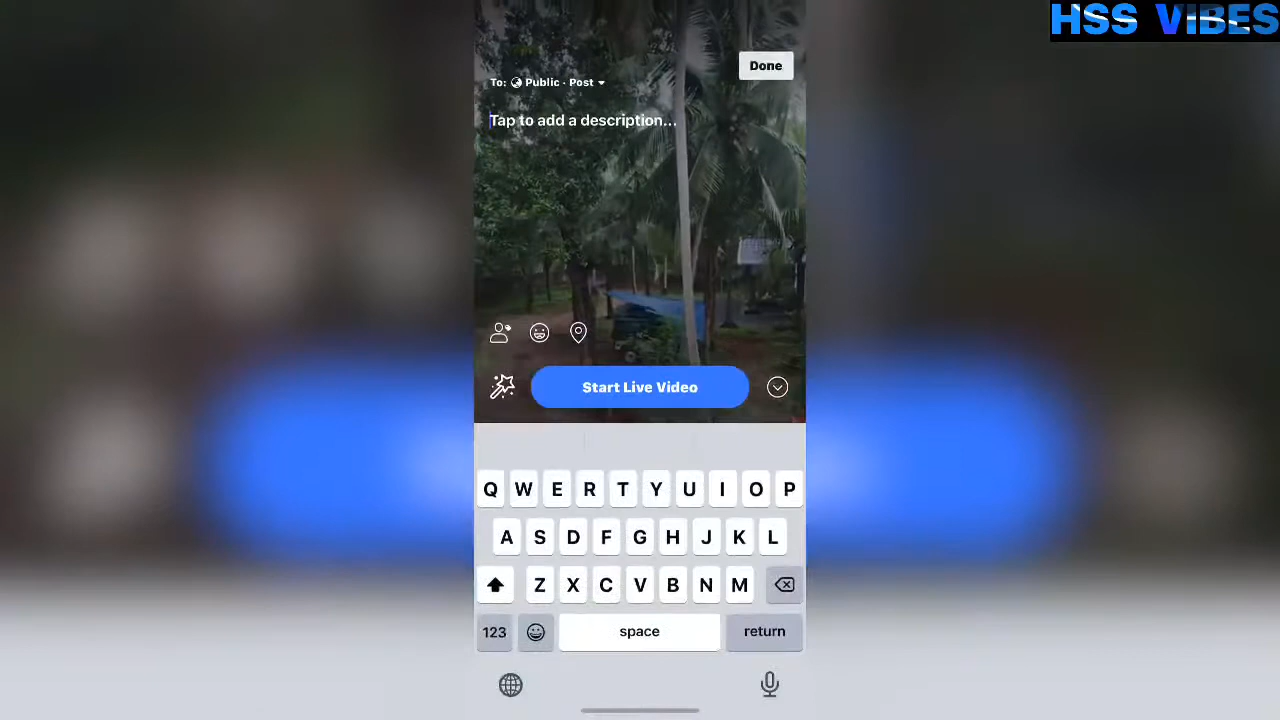 HSS VIBES
Done
To: Public · Post
Tap to add a description...
Start Live Video
Q W E R T Y U I O P
A S D F G H J K L
Z X C V B N M
123 space return